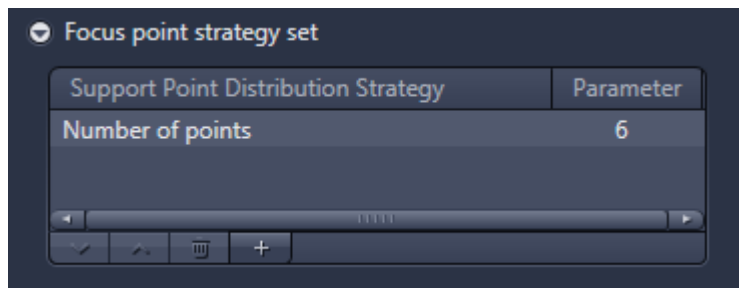 Focus point strategy set
Support Point Distribution Strategy Parameter
Number of points 6